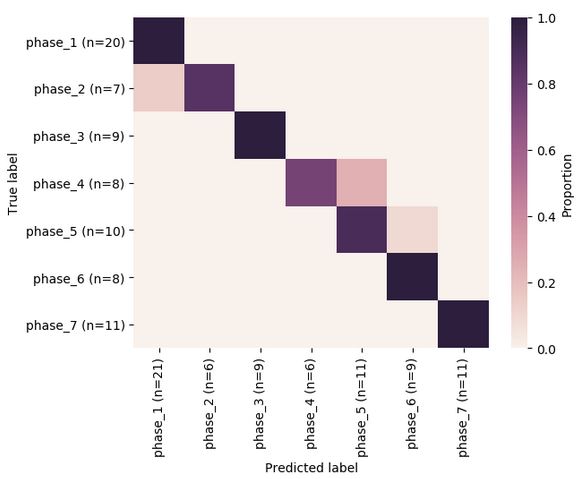 True label
phase_1 (n=20)
phase_2 (n=7)
phase_3 (n=9)
phase_4 (n=8)
phase_5 (n=10)
phase_6 (n=8)
phase_7 (n=11)
phase_1 (n=21)
phase_2 (n=6)
phase_3 (n=9)
phase_4 (n=6)
phase_5 (n=11)
phase_6 (n=9)
phase_7 (n=11)
Predicted label
1.0
0.8
0.6
0.4
0.2
0.0
Proportion